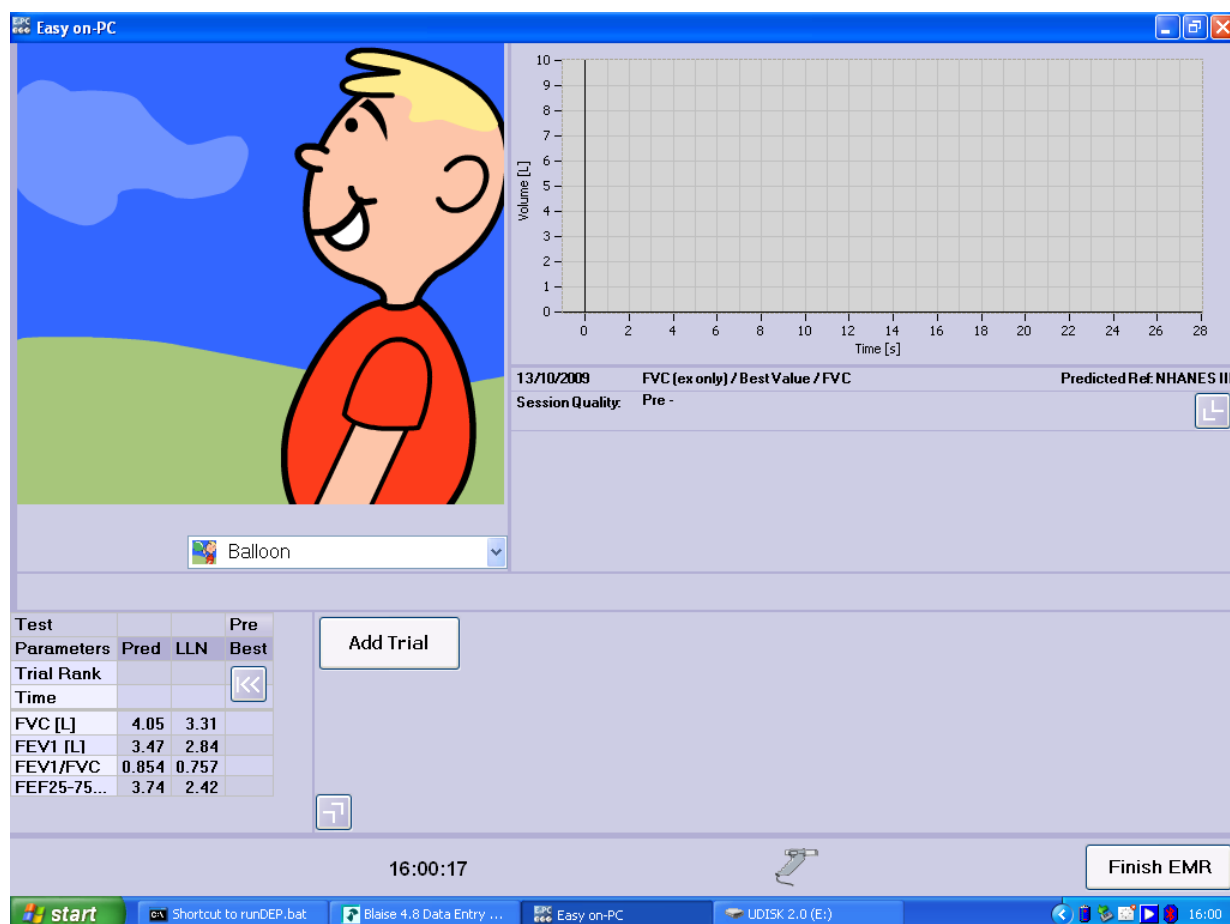 Easy on-PC
10
9
8
7
6
5
4
3
2
1
0
Volume [L]
0 2 4 6 8 10 12 14 16 18 20 22 24 26 28
Time [s]
13/10/2009 FVC (ex only) / Best Value / FVC Predicted Ref: NHANES III
Session Quality: Pre -
Balloon
Test Pre
Parameters Pred LLN Best
Trial Rank
Time
FVC [L] 4.05 3.31
FEV1 [L] 3.47 2.84
FEV1/FVC 0.854 0.757
FEF25-75... 3.74 2.42
Add Trial
16:00:17
Finish EMR
start
Shortcut to runDEP.bat
Blaise 4.8 Data Entry ...
Easy on-PC
UDISK 2.0 (E:)
16:00